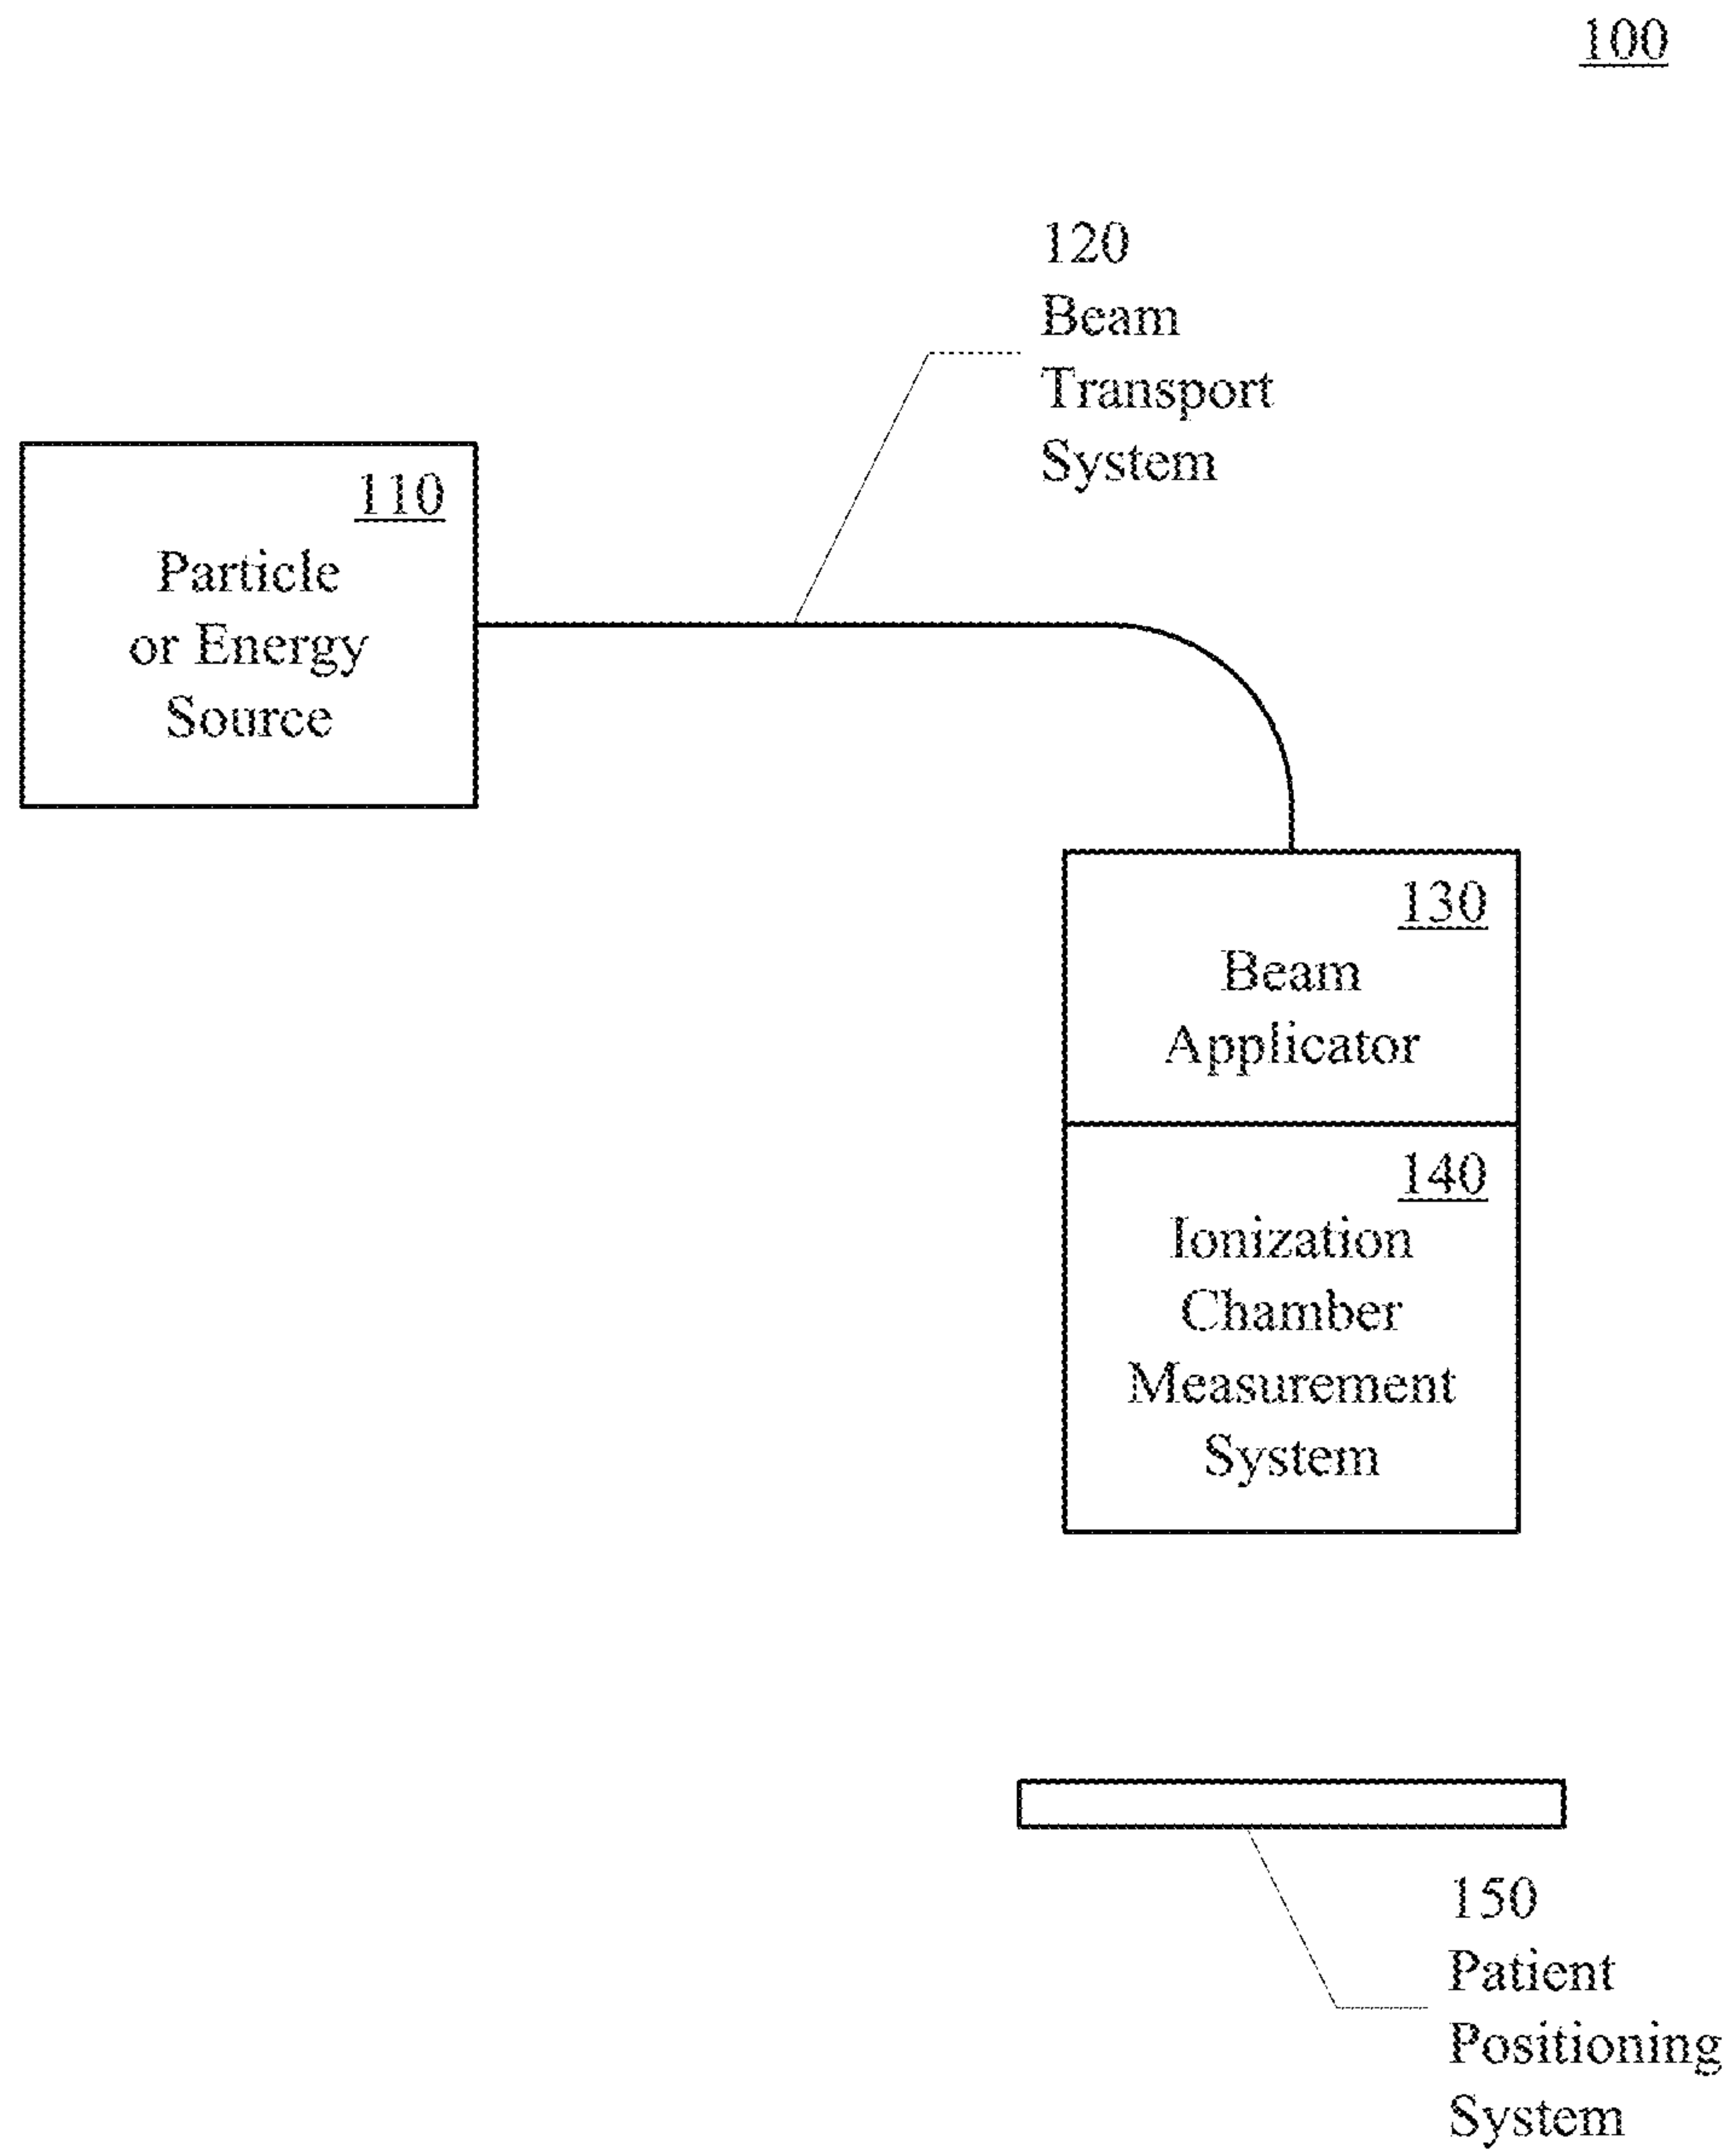 100
120
Beam
Transport
System
110
Particle
or Energy
Source
130
Beam
Applicator
140
Ionization
Chamber
Measurement
System
150
Patient
Positioning
System